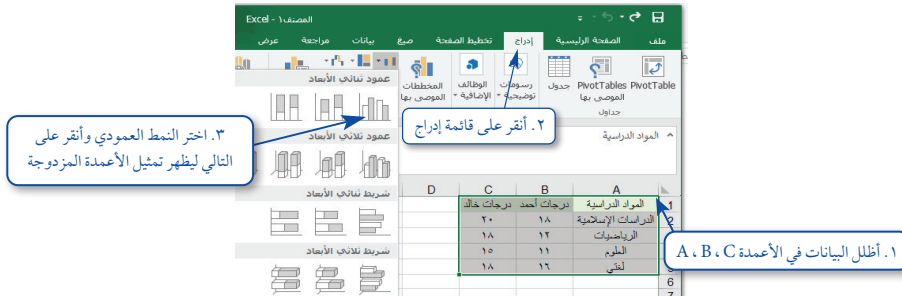 المصنف١ - Excel
ملف الصفحة الرئيسية إدراج تخطيط الصفحة صيغ بيانات مراجعة عرض
PivotTable PivotTables الموصى بها جدول رسومات توضيحية الوظائف الإضافية المخططات الموصى بها
جداول
عمود ثنائي الأبعاد
عمود ثلاثي الأبعاد
شريط ثنائي الأبعاد
شريط ثلاثي الأبعاد
٢. أنقر على قائمة إدراج
٣. اختر النمط العمودي وأنقر على
التالي ليظهر تمثيل الأعمدة المزدوجة
المواد الدراسية
A B C D
1 المواد الدراسية درجات أحمد درجات خالد
2 الدراسات الإسلامية ١٨ ٢٠
الرياضيات ١٢ ١٨
العلوم ١١ ١٥
لغتي ١٦ ١٨
6
7
١. أظلل البيانات في الأعمدة A ، B ، C